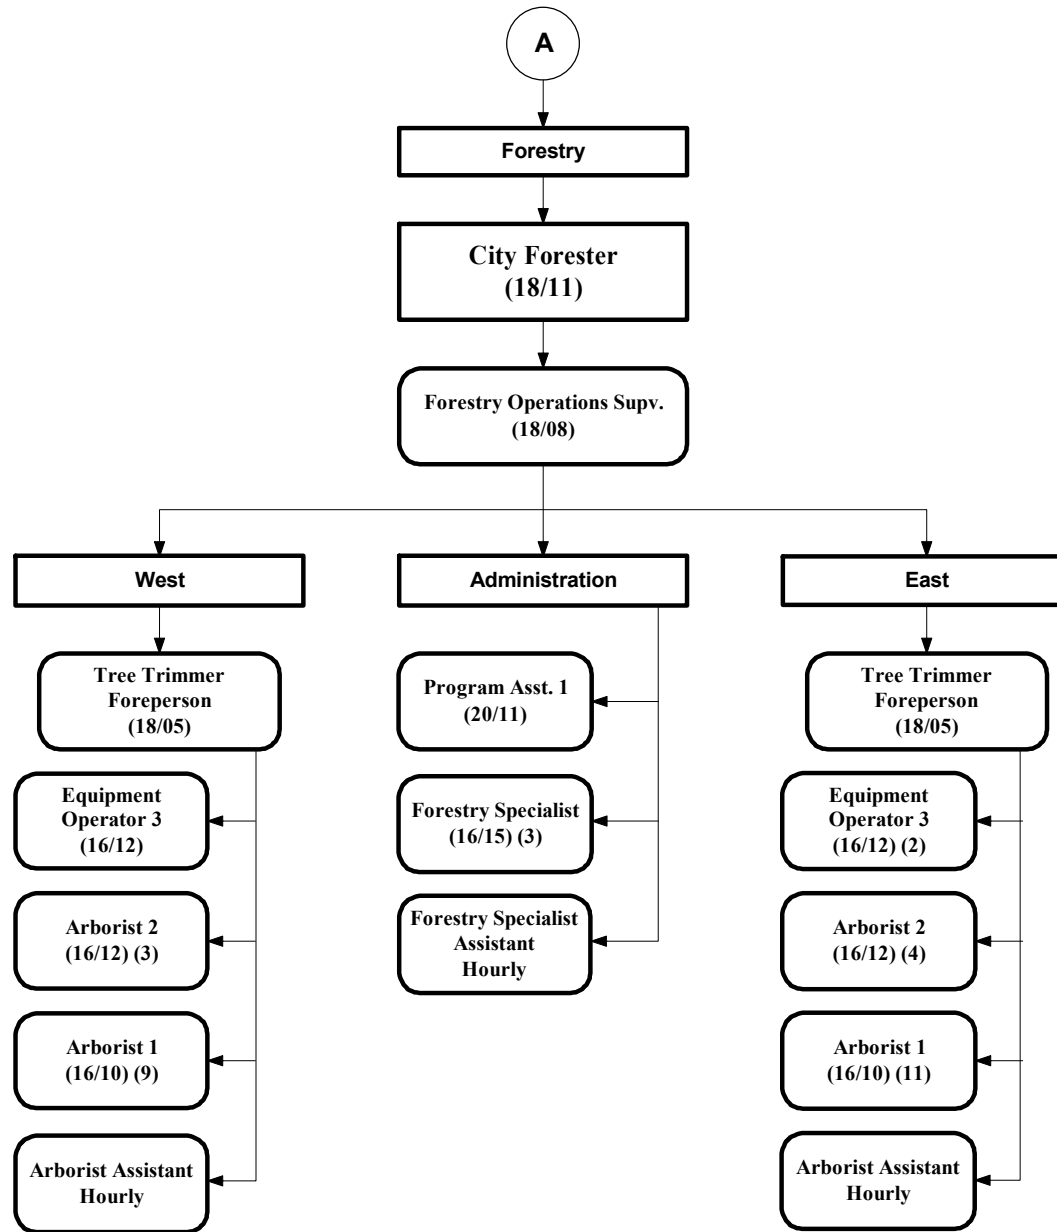 A
Forestry
City Forester
(18/11)
Forestry Operations Supv.
(18/08)
West
Administration
East
Tree Trimmer
Foreperson
(18/05)
Equipment
Operator 3
(16/12)
Arborist 2
(16/12) (3)
Arborist 1
(16/10) (9)
Arborist Assistant
Hourly
Program Asst. 1
(20/11)
Forestry Specialist
(16/15) (3)
Forestry Specialist
Assistant
Hourly
Tree Trimmer
Foreperson
(18/05)
Equipment
Operator 3
(16/12) (2)
Arborist 2
(16/12) (4)
Arborist 1
(16/10) (11)
Arborist Assistant
Hourly